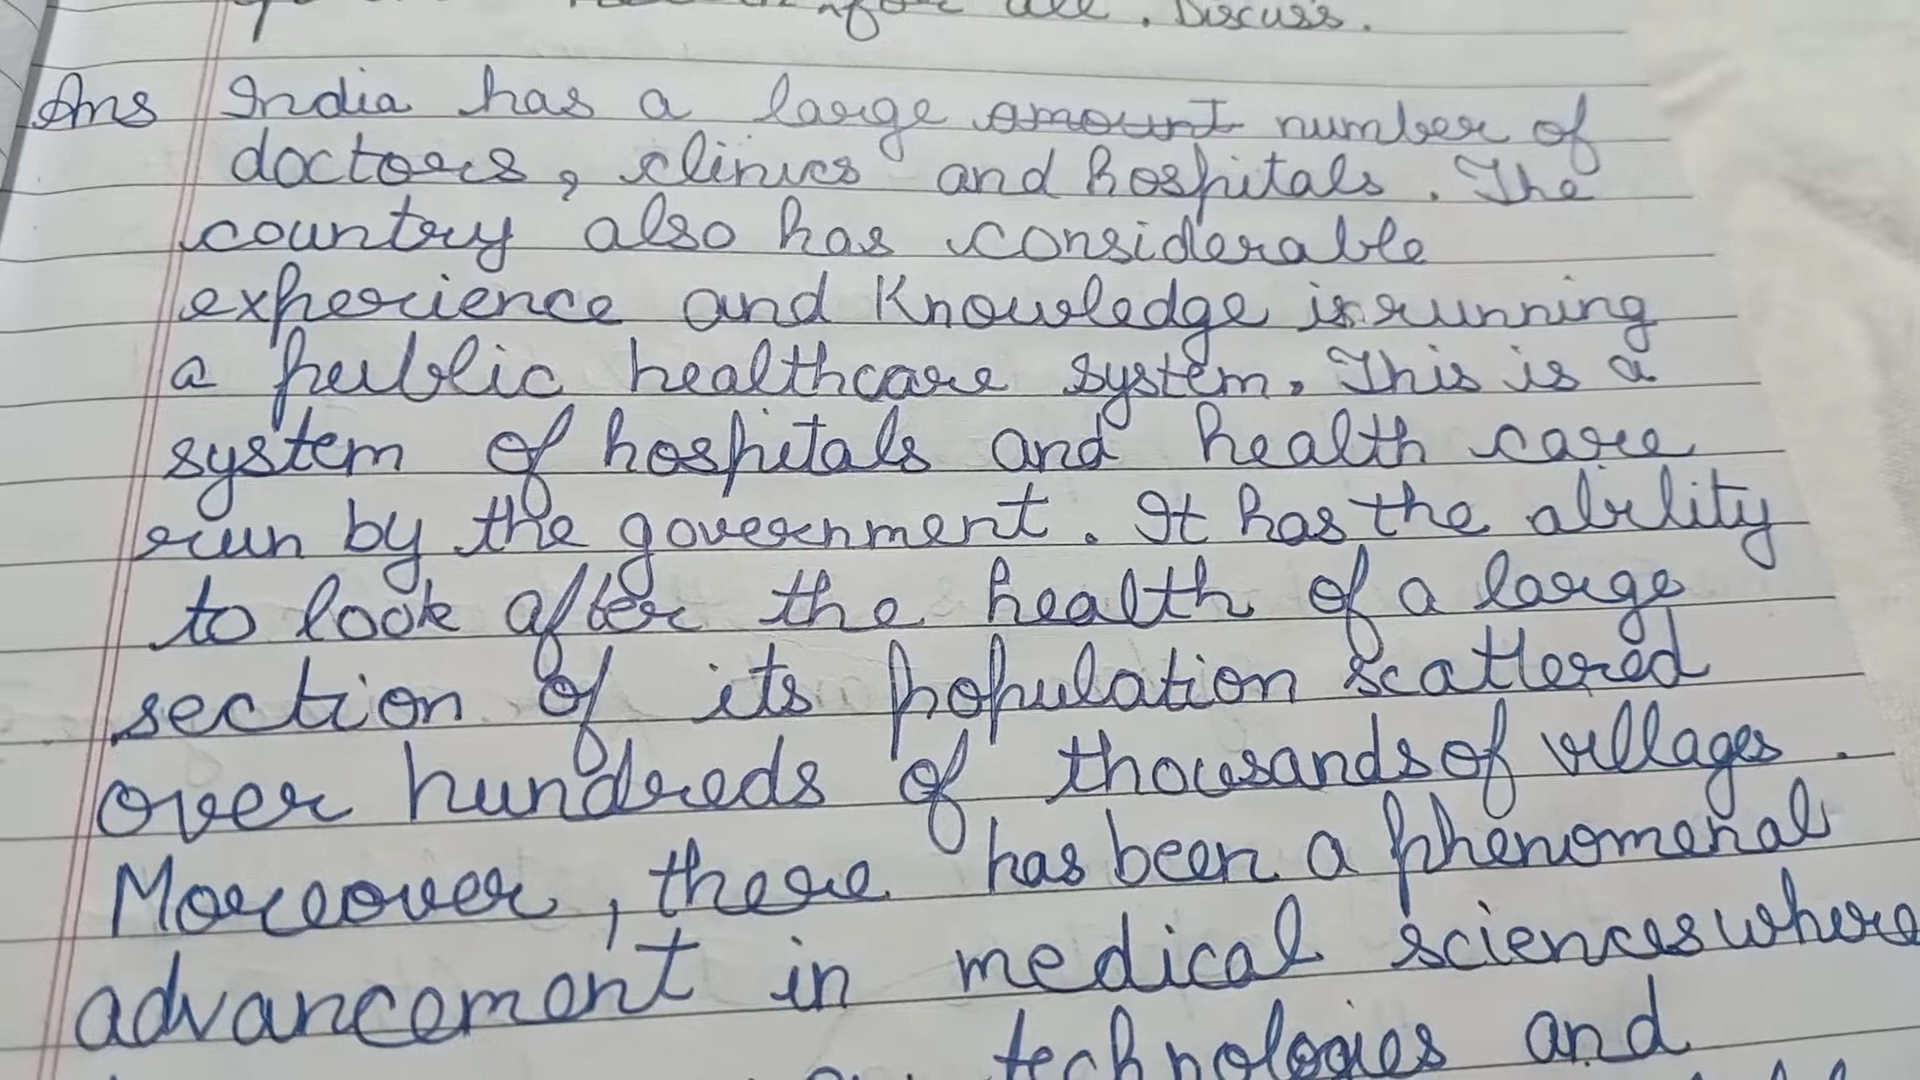 all. Discuss.
Ans India has a large amount number of
doctors, clinics and hospitals. The
country also has considerable
experience and Knowledge is running
a public healthcare system. This is a
system of hospitals and health care
run by the government. It has the ability
to look after the health of a large
section of its population scattered
over hundreds of thousands of villages.
Moreover, there has been a phenomenal
advancement in medical sciences where
technologies and